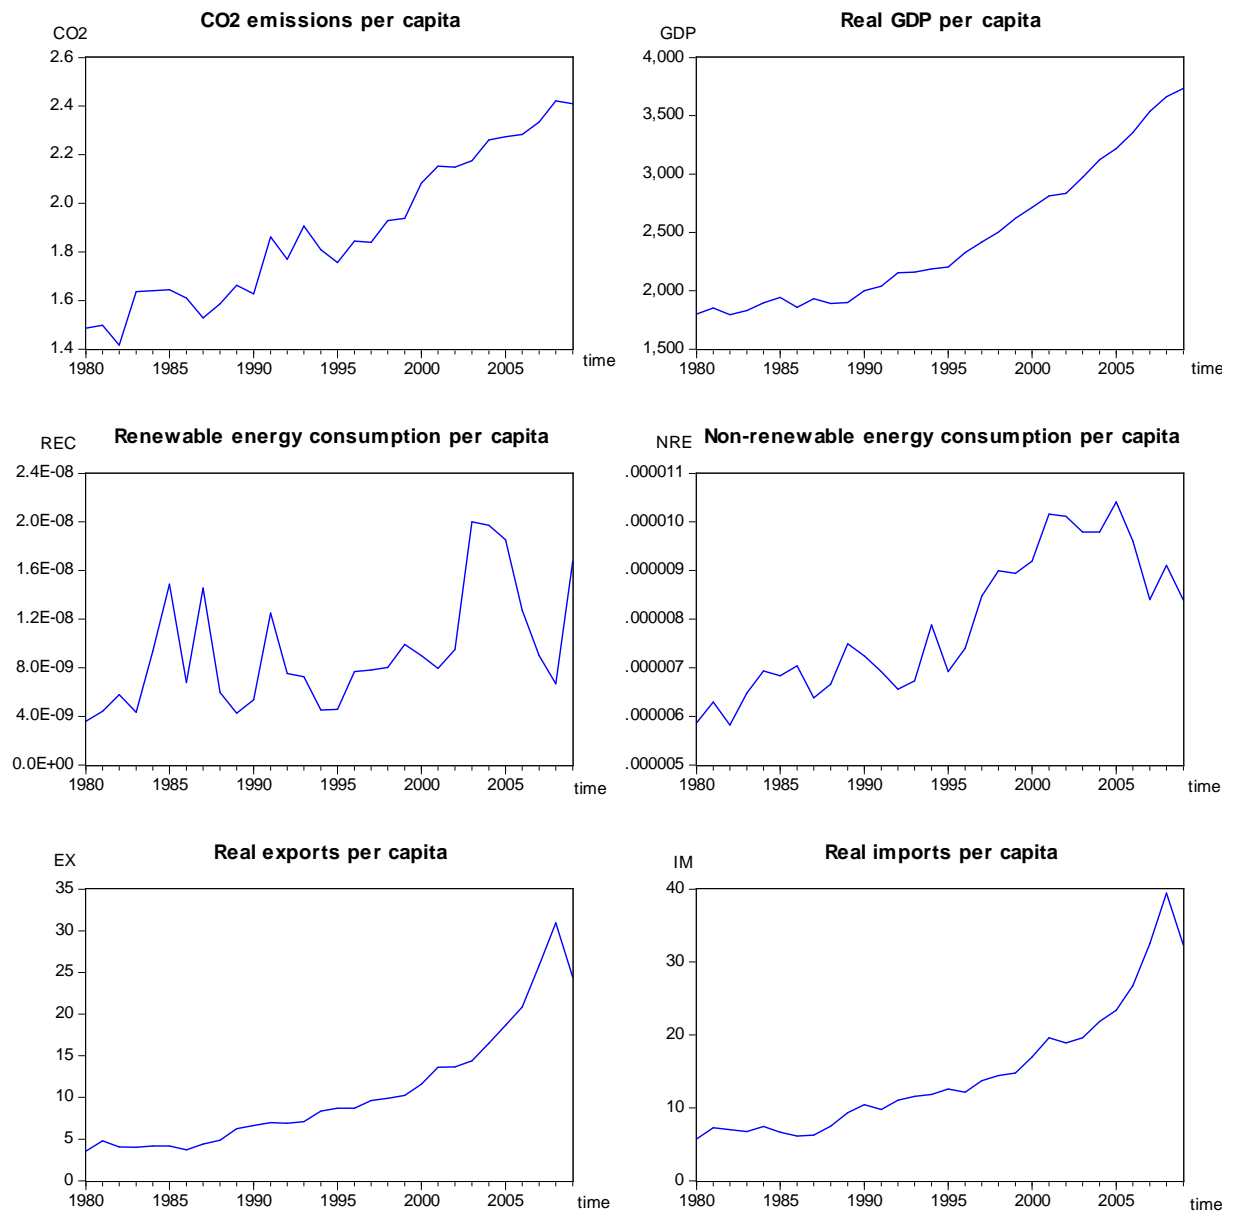 CO2 emissions per capita
CO2
2.6
2.4
2.2
2.0
1.8
1.6
1.4
1980 1985 1990 1995 2000 2005
time
Real GDP per capita
GDP
4,000
3,500
3,000
2,500
2,000
1,500
1980 1985 1990 1995 2000 2005
time
Renewable energy consumption per capita
REC
2.4E-08
2.0E-08
1.6E-08
1.2E-08
8.0E-09
4.0E-09
0.0E+00
1980 1985 1990 1995 2000 2005
time
Non-renewable energy consumption per capita
NRE
.000011
.000010
.000009
.000008
.000007
.000006
.000005
1980 1985 1990 1995 2000 2005
time
Real exports per capita
EX
35
30
25
20
15
10
5
0
1980 1985 1990 1995 2000 2005
time
Real imports per capita
IM
40
30
20
10
0
1980 1985 1990 1995 2000 2005
time